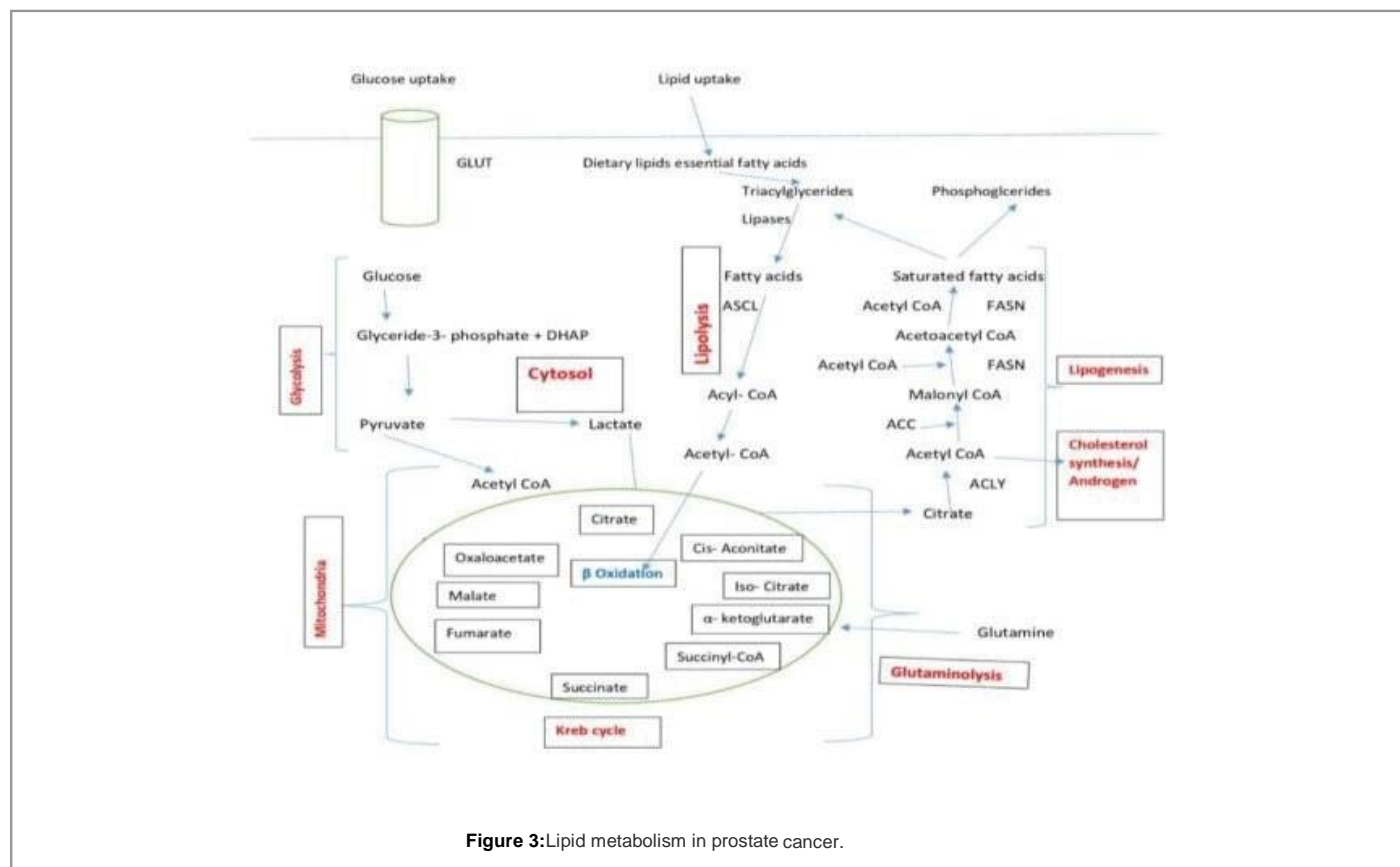 Glucose uptake
Lipid uptake
GLUT
Dietary lipids essential fatty acids
Triacylglycerides
Phosphoglcerides
Lipases
Glucose
Lipolysis
Fatty acids
Saturated fatty acids
ASCL
Acetyl CoA
FASN
Glyceride-3- phosphate + DHAP
Acetoacetyl CoA
Glycolysis
Cytosol
Acetyl CoA
FASN
Lipogenesis
Acyl- CoA
Malonyl CoA
Pyruvate
Lactate
ACC
Acetyl- CoA
Acetyl CoA
Cholesterol
synthesis/
Androgen
Acetyl CoA
ACLY
Citrate
Citrate
Oxaloacetate
Cis- Aconitate
β Oxidation
Iso- Citrate
Malate
Mitochondria
α- ketoglutarate
Fumarate
Glutamine
Succinyl-CoA
Glutaminolysis
Succinate
Kreb cycle
Figure 3:Lipid metabolism in prostate cancer.